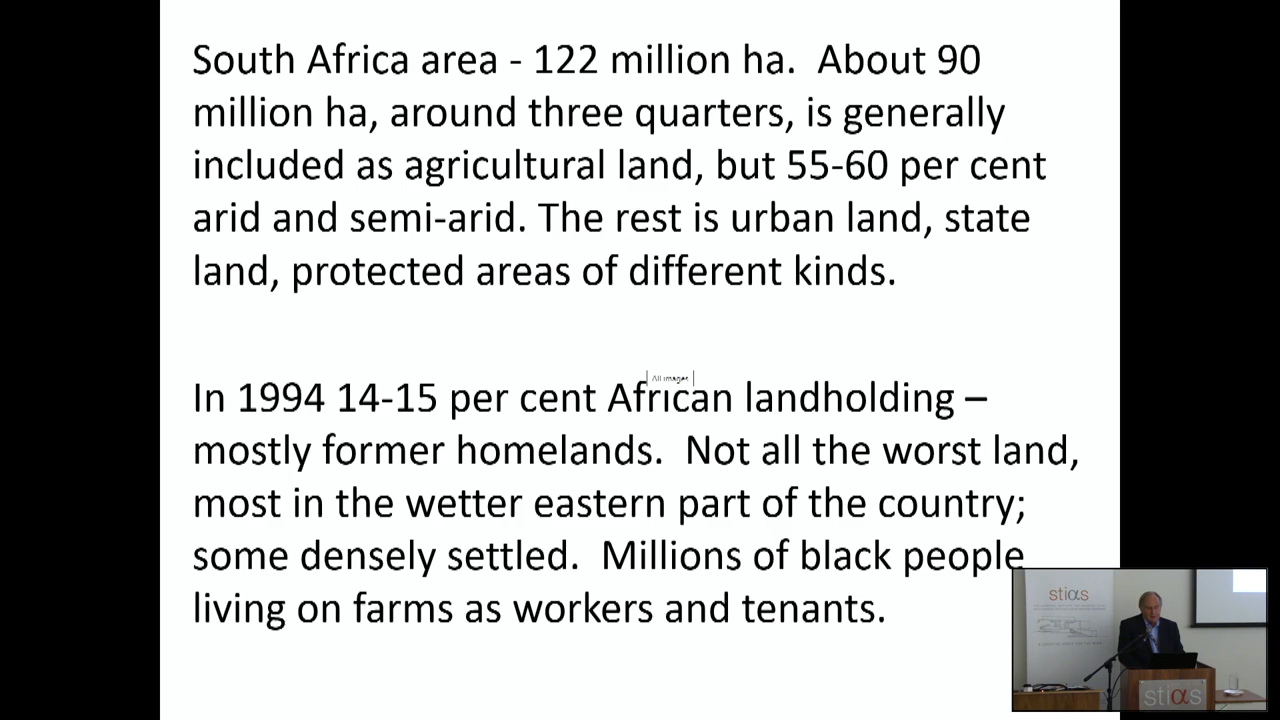 South Africa area - 122 million ha.  About 90
million ha, around three quarters, is generally
included as agricultural land, but 55-60 per cent
arid and semi-arid. The rest is urban land, state
land, protected areas of different kinds.
All images
In 1994 14-15 per cent African landholding –
mostly former homelands.  Not all the worst land,
most in the wetter eastern part of the country;
some densely settled.  Millions of black people
living on farms as workers and tenants.
stias
stias